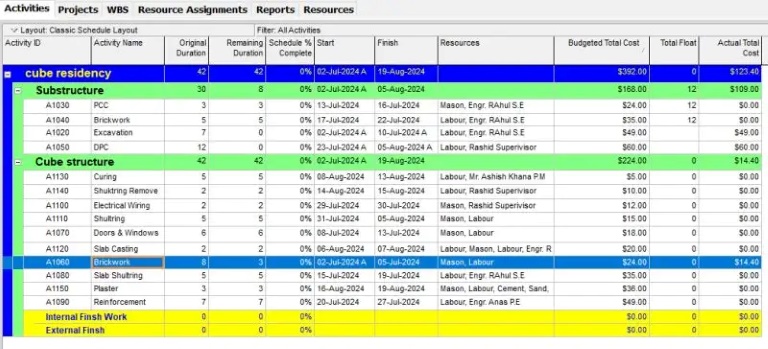 Activities Projects WBS Resource Assignments Reports Resources
Layout: Classic Schedule Layout Filter: All Activities
Activity ID Activity Name Original Duration Remaining Duration Schedule % Complete Start Finish Resources Budgeted Total Cost Total Float Actual Total Cost
cube residency 42 42 0% 02-Jul-2024 A 19-Aug-2024 $392.00 0 $123.40
Substructure 30 8 0% 02-Jul-2024 A 05-Aug-2024 $168.00 12 $109.00
A1030 PCC 3 3 0% 13-Jul-2024 16-Jul-2024 Mason, Engr. RAhul S.E $24.00 12 $0.00
A1040 Brickwork 5 5 0% 17-Jul-2024 22-Jul-2024 Labour, Engr. RAhul S.E $35.00 12 $0.00
A1020 Excavation 7 0 0% 02-Jul-2024 A 10-Jul-2024 A Labour, Engr. RAhul S.E $49.00 $49.00
A1050 DPC 12 0 0% 23-Jul-2024 A 05-Aug-2024 A Labour, Rashid Supervisor $60.00 $60.00
Cube structure 42 42 0% 02-Jul-2024 A 19-Aug-2024 $224.00 0 $14.40
A1130 Curing 5 5 0% 08-Aug-2024 13-Aug-2024 Labour, Mr. Ashish Khana P.M $5.00 0 $0.00
A1140 Shuktring Remove 2 2 0% 14-Aug-2024 15-Aug-2024 Labour, Rashid Supervisor $10.00 0 $0.00
A1100 Electrical Wiring 2 2 0% 29-Jul-2024 30-Jul-2024 Mason, Rashid Supervisor $12.00 0 $0.00
A1110 Shultring 5 5 0% 31-Jul-2024 05-Aug-2024 Mason, Labour $15.00 0 $0.00
A1070 Doors & Windows 6 6 0% 08-Jul-2024 13-Jul-2024 Mason, Labour $18.00 0 $0.00
A1120 Slab Casting 2 2 0% 06-Aug-2024 07-Aug-2024 Labour, Mason, Labour, Engr. R $20.00 0 $0.00
A1060 Brickwork 8 3 0% 02-Jul-2024 A 05-Jul-2024 Mason, Labour $24.00 0 $14.40
A1080 Slab Shultring 5 5 0% 15-Jul-2024 19-Jul-2024 Labour, Engr. RAhul S.E $35.00 0 $0.00
A1150 Plaster 3 3 0% 16-Aug-2024 19-Aug-2024 Mason, Labour, Cement, Sand, $36.00 0 $0.00
A1090 Reinforcement 7 7 0% 20-Jul-2024 27-Jul-2024 Labour, Engr. Anas P.E $49.00 0 $0.00
Internal Finsh Work 0 0 0% $0.00 0 $0.00
External Finsh 0 0 0% $0.00 0 $0.00